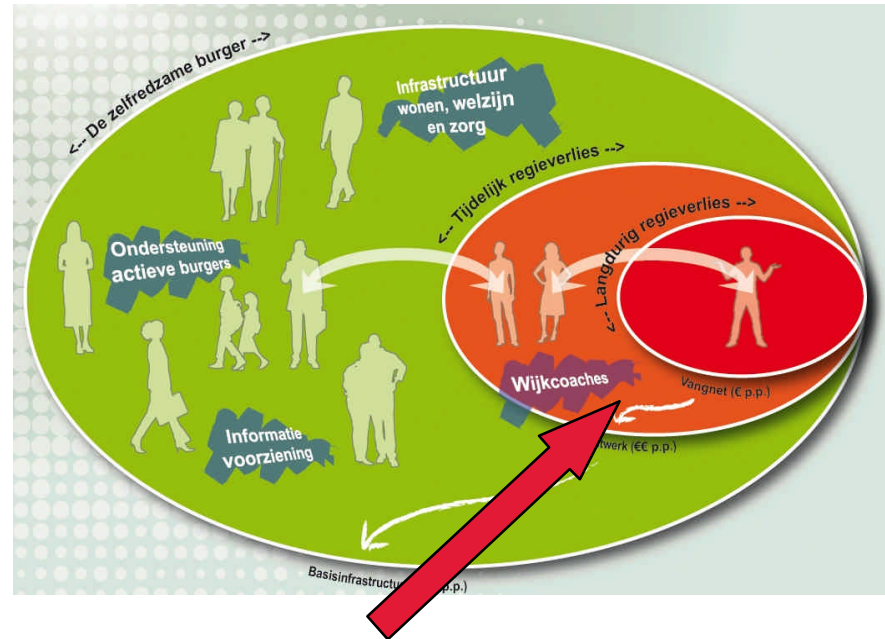 <-- De zelfredzame burger -->
Infrastructuur
wonen, welzijn
en zorg
<-- Tijdelijk regieverlies -->
<-- Langdurig regieverlies -->
Ondersteuning
actieve burgers
Wijkcoaches
Vangnet (€ p.p.)
(€€ p.p.)
Informatie
voorziening
p.p.)